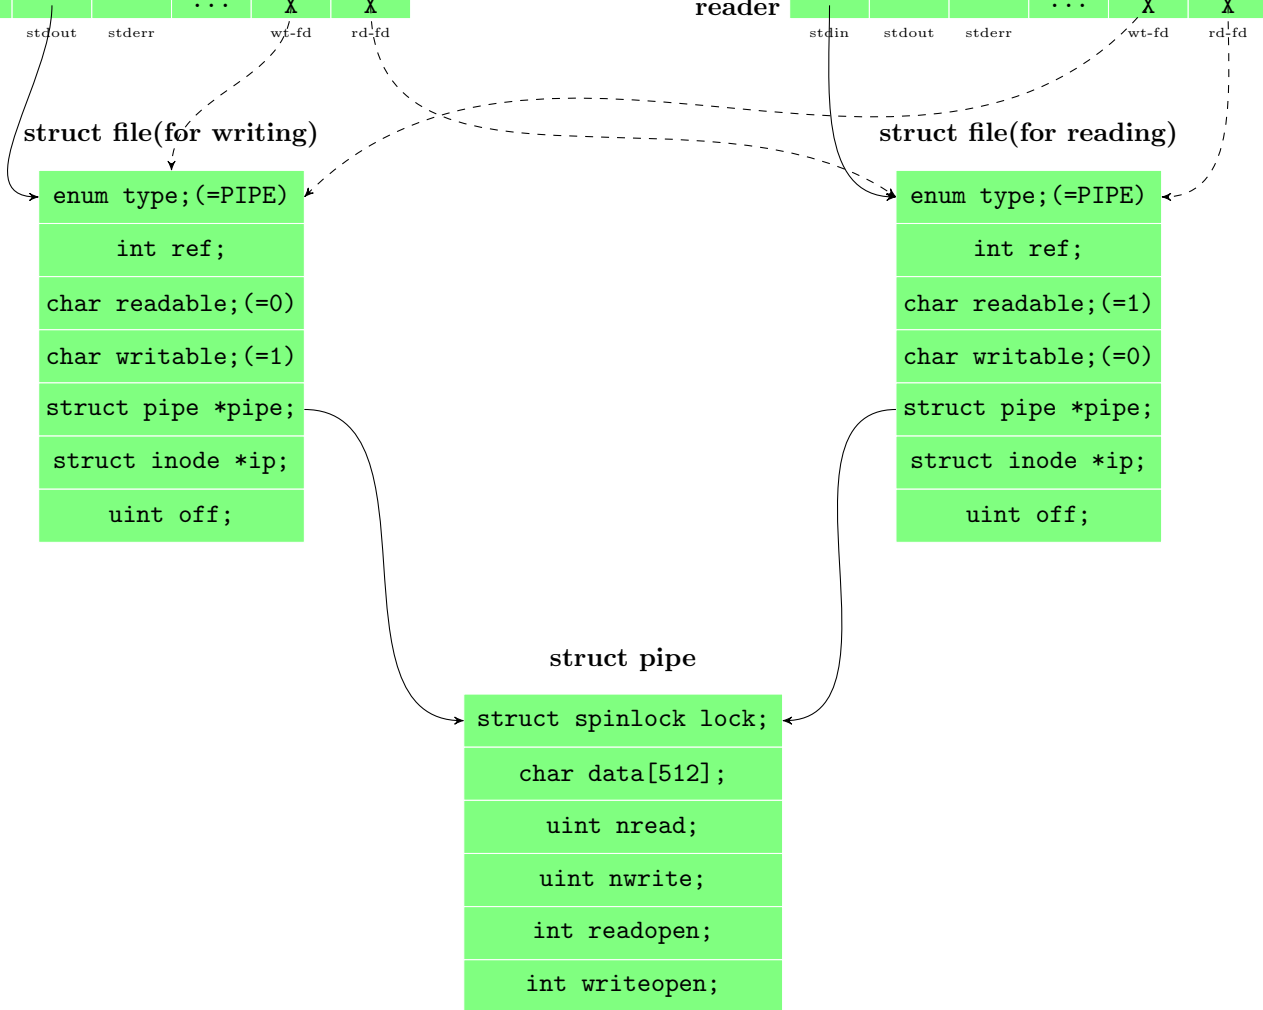 ... X X
reader ... X X
stdout stderr wt-fd rd-fd
stdin stdout stderr wt-fd rd-fd
struct file(for writing)
struct file(for reading)
enum type;(=PIPE)
int ref;
char readable;(=0)
char writable;(=1)
struct pipe *pipe;
struct inode *ip;
uint off;
enum type;(=PIPE)
int ref;
char readable;(=1)
char writable;(=0)
struct pipe *pipe;
struct inode *ip;
uint off;
struct pipe
struct spinlock lock;
char data[512];
uint nread;
uint nwrite;
int readopen;
int writeopen;